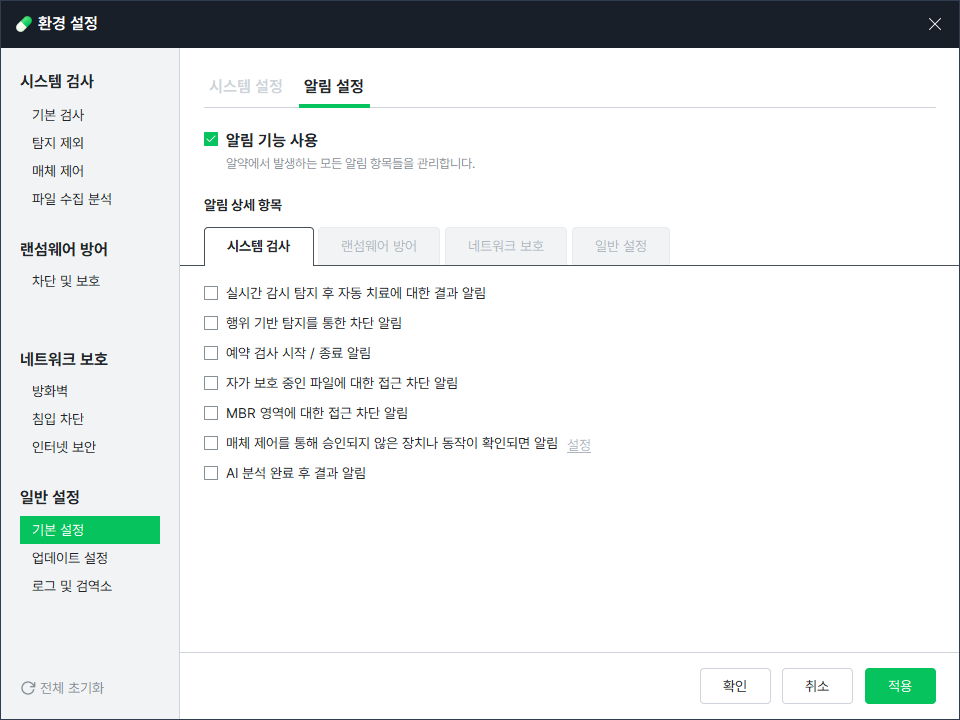 환경 설정
시스템 검사
기본 검사
탐지 제외
매체 제어
파일 수집 분석
랜섬웨어 방어
차단 및 보호
네트워크 보호
방화벽
침입 차단
인터넷 보안
일반 설정
기본 설정
업데이트 설정
로그 및 검역소
전체 초기화
시스템 설정 알림 설정
알림 기능 사용
알약에서 발생하는 모든 알림 항목들을 관리합니다.
알림 상세 항목
시스템 검사 랜섬웨어 방어 네트워크 보호 일반 설정
실시간 감시 탐지 후 자동 치료에 대한 결과 알림
행위 기반 탐지를 통한 차단 알림
예약 검사 시작 / 종료 알림
자가 보호 중인 파일에 대한 접근 차단 알림
MBR 영역에 대한 접근 차단 알림
매체 제어를 통해 승인되지 않은 장치나 동작이 확인되면 알림 설정
AI 분석 완료 후 결과 알림
확인 취소 적용